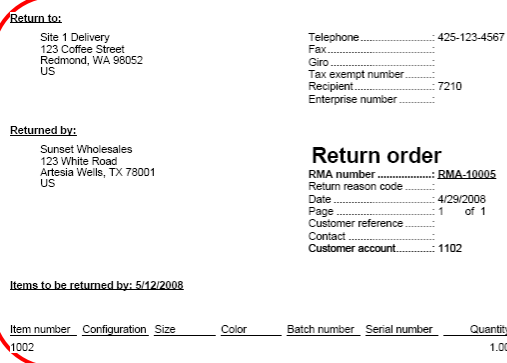 Return to:
Site 1 Delivery
123 Coffee Street
Redmond, WA 98052
US
Telephone....................: 425-123-4567
Fax....................:
Giro....................:
Tax exempt number..........:
Recipient....................: 7210
Enterprise number..........:
Returned by:
Sunset Wholesales
123 White Road
Artesia Wells, TX 78001
US
Return order
RMA number ..................: RMA-10005
Return reason code ........:
Date ....................: 4/29/2008
Page ....................: 1 of 1
Customer reference ........:
Contact ....................:
Customer account............: 1102
Items to be returned by: 5/12/2008
Item number Configuration Size Color Batch number Serial number Quantity
1002 1.00